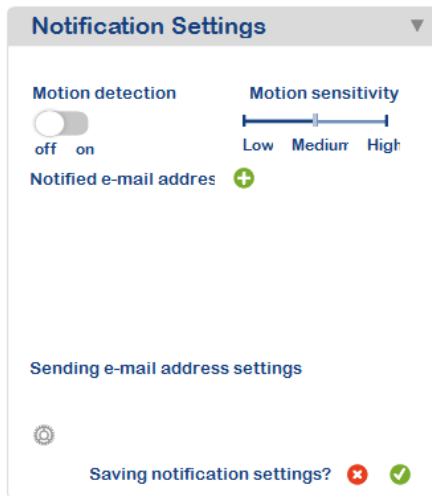 Notification Settings
Motion detection
Motion sensitivity
off on
Low Medium High
Notified e-mail addres
Sending e-mail address settings
Saving notification settings?